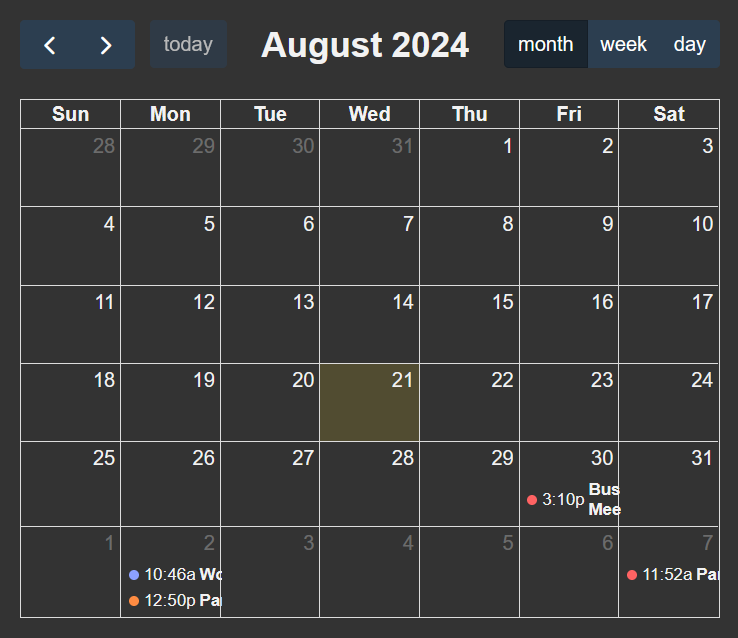 today August 2024 month week day
Sun Mon Tue Wed Thu Fri Sat
28 29 30 31 1 2 3
4 5 6 7 8 9 10
11 12 13 14 15 16 17
18 19 20 21 22 23 24
25 26 27 28 29 30 31
3:10p Bus
Mee
1 2 3 4 5 6 7
10:46a Wo 11:52a Pa
12:50p Pa